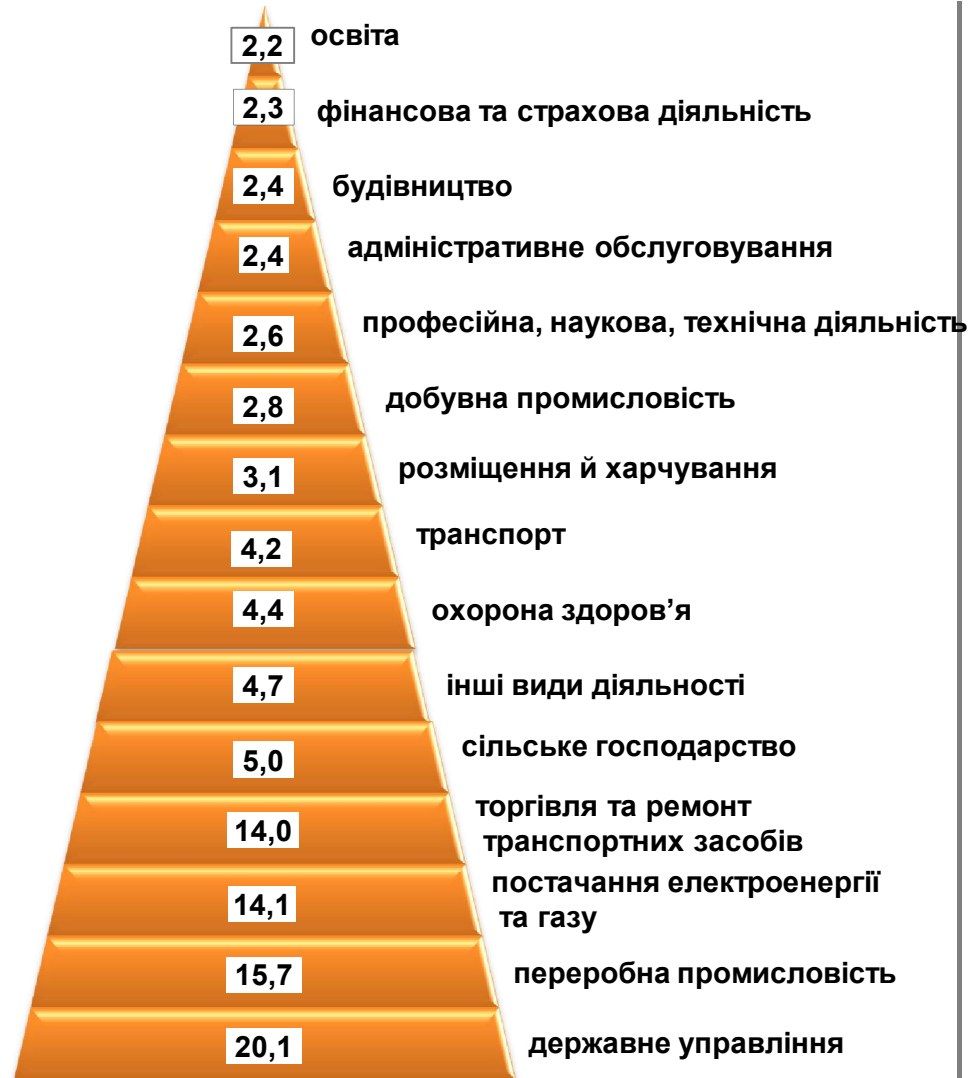 2,2 освіта
2,3 фінансова та страхова діяльність
2,4 будівництво
2,4 адміністративне обслуговування
2,6 професійна, наукова, технічна діяльність
2,8 добувна промисловість
3,1 розміщення й харчування
4,2 транспорт
4,4 охорона здоров’я
4,7 інші види діяльності
5,0 сільське господарство
14,0 торгівля та ремонт
транспортних засобів
14,1 постачання електроенергії
та газу
15,7 переробна промисловість
20,1 державне управління